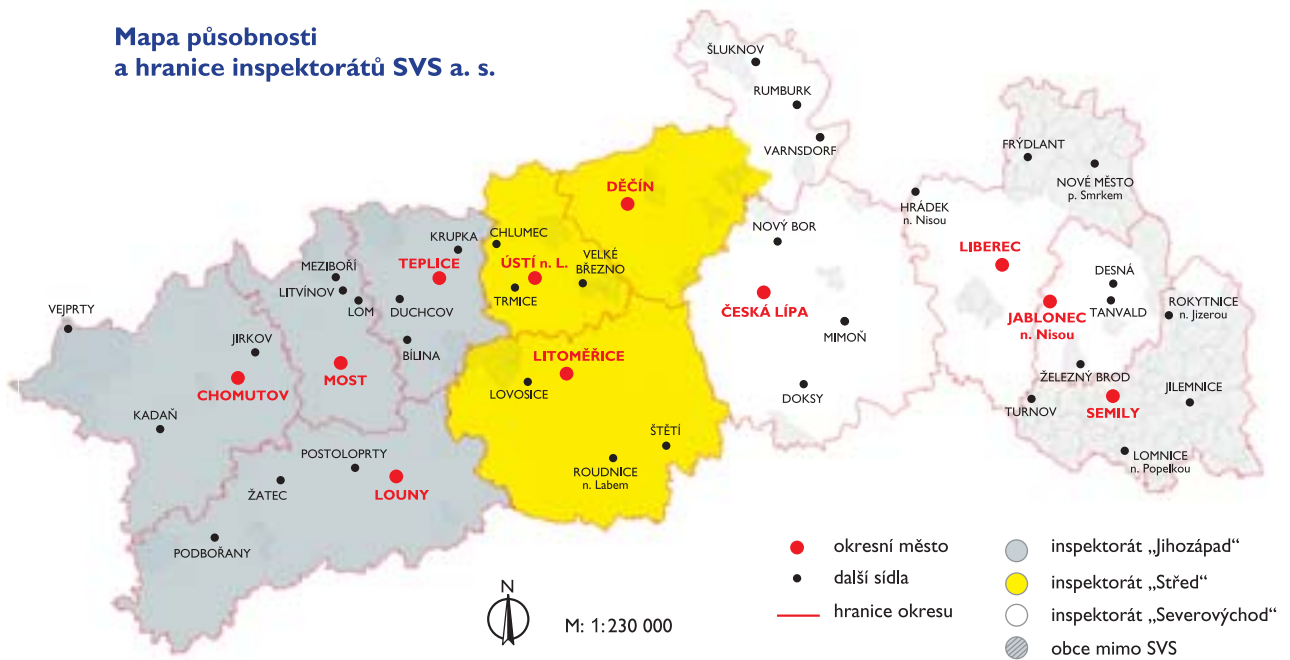 Mapa působnosti
a hranice inspektorátů SVS a. s.
ŠLUKNOV
RUMBURK
VARNSDORF
FRÝDLANT
NOVÉ MĚSTO
p. Smrkem
DĚČÍN
HRÁDEK
n. Nisou
NOVÝ BOR
LIBEREC
KRUPKA
CHLUMEC
TEPLICE
ÚSTÍ n. L.
VELKÉ
BŘEZNO
MEZIBOŘÍ
LITVÍNOV
LOM
DUCHCOV
TRMICE
DESNÁ
TANVALD
ROKYTNICE
n. Jizerou
VEJPRTY
ČESKÁ LÍPA
JABLONEC
n. Nisou
JIRKOV
BÍLINA
MIMOŇ
CHOMUTOV
MOST
LITOMĚŘICE
LOVOSICE
ŽELEZNÝ BROD
DOKSY
TURNOV
SEMILY
JILEMNICE
KADAŇ
ŠTĚTÍ
POSTOLOPRTY
ROUDNICE
n. Labem
LOMNICE
n. Popelkou
ŽATEC
LOUNY
PODBOŘANY
N
M: 1:230 000
okresní město
další sídla
hranice okresu
inspektorát „Jihozápad“
inspektorát „Střed“
inspektorát „Severovýchod“
obce mimo SVS